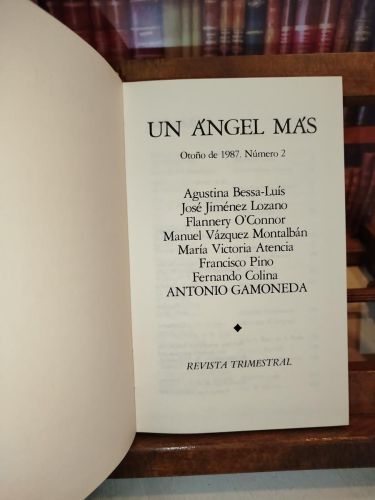 UN ÁNGEL MÁS
Otoño de 1987. Número 2
Agustina Bessa-Luís
José Jiménez Lozano
Flannery O'Connor
Manuel Vázquez Montalbán
María Victoria Atencia
Francisco Pino
Fernando Colina
ANTONIO GAMONEDA
REVISTA TRIMESTRAL